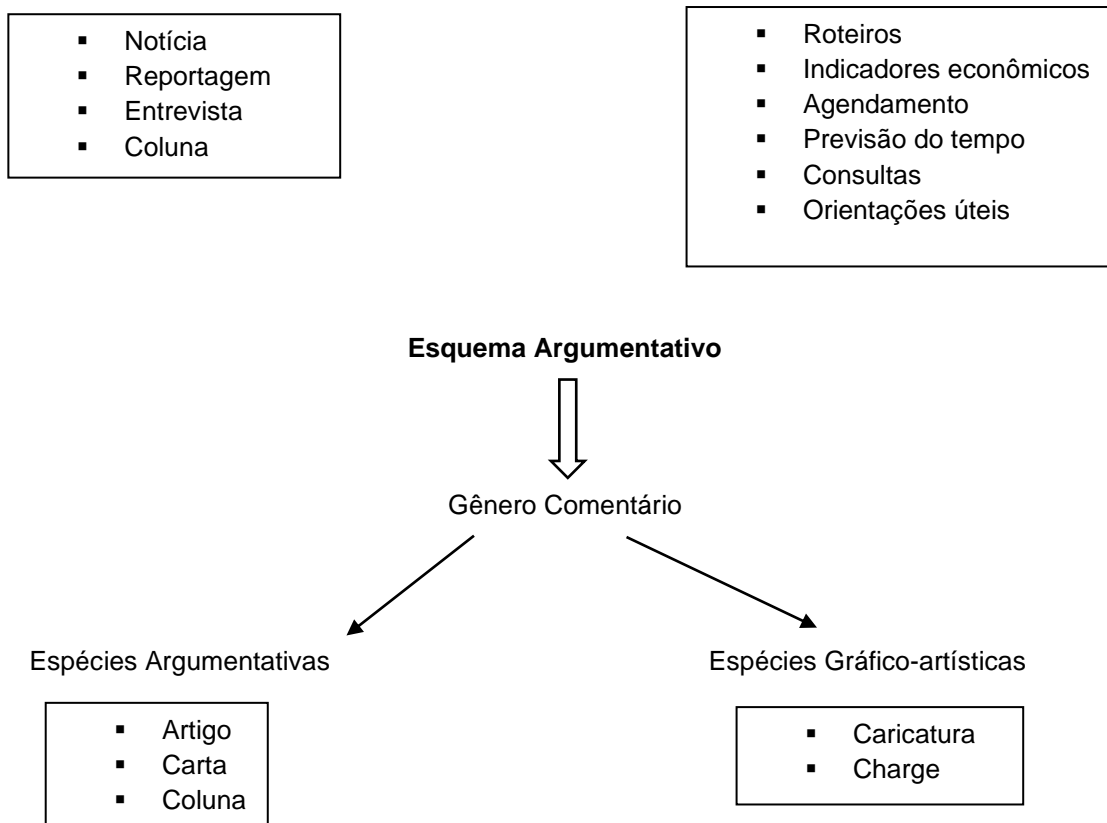 ▪ Notícia
▪ Reportagem
▪ Entrevista
▪ Coluna
▪ Roteiros
▪ Indicadores econômicos
▪ Agendamento
▪ Previsão do tempo
▪ Consultas
▪ Orientações úteis
Esquema Argumentativo
Gênero Comentário
Espécies Argumentativas
▪ Artigo
▪ Carta
▪ Coluna
Espécies Gráfico-artísticas
▪ Caricatura
▪ Charge